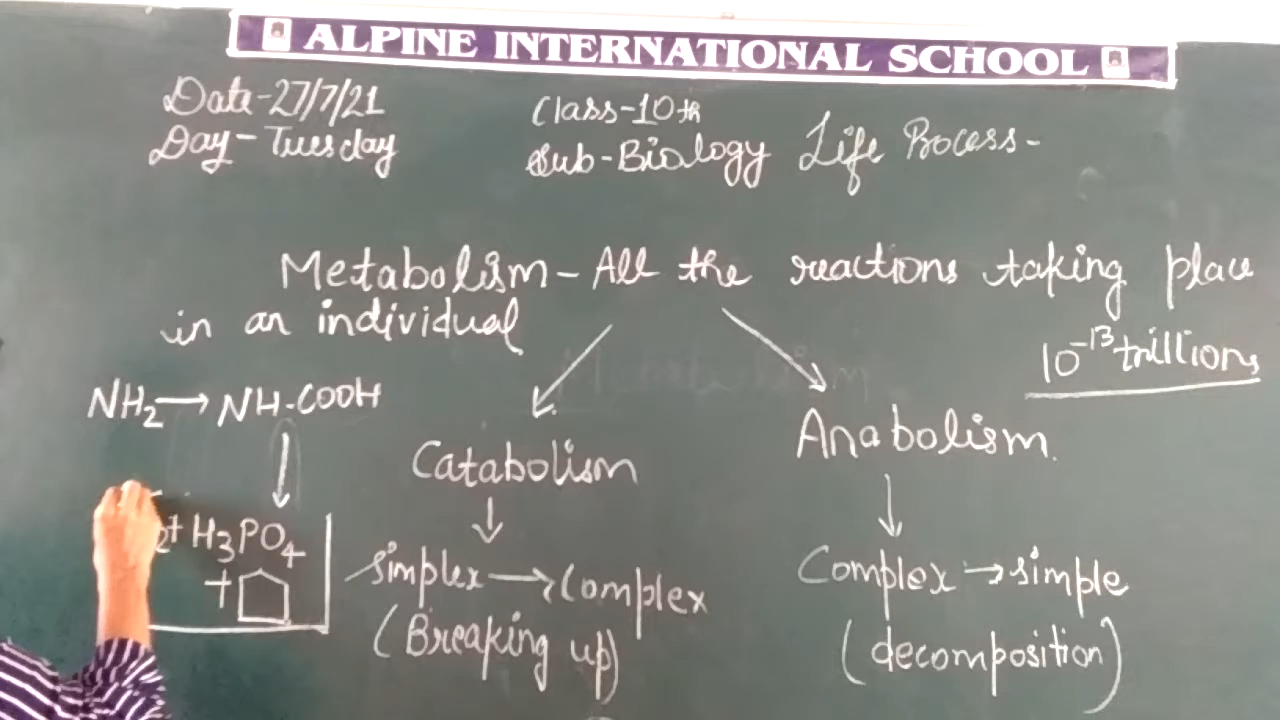 ALPINE INTERNATIONAL SCHOOL
Date-27/7/21
Day-Tuesday
Class-10th
Sub-Biology Life Process-
Metabolism-All the reactions taking place
in an individual
10⁻¹³ trillions
NH₂→NH-COOH
₂+H₃PO₄
+
Catabolism
↓
Simplex→Complex
(Breaking up)
Anabolism.
↓
Complex→simple
(decomposition)